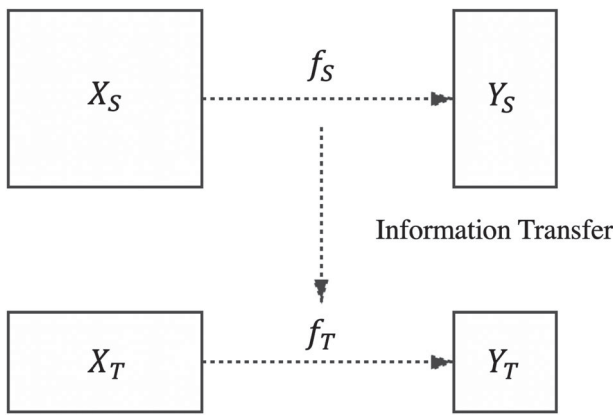 X_S
f_S
Y_S
Information Transfer
X_T
f_T
Y_T